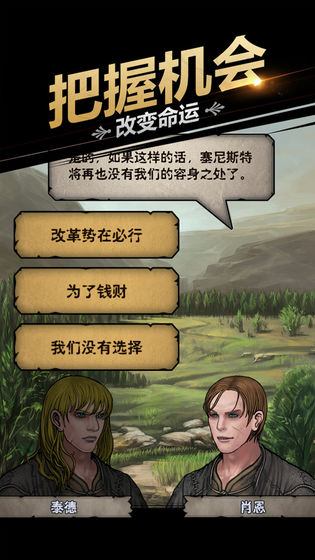 把握机会
改变命运
是的，如果这样的话，塞尼斯特
将再也没有我们的容身之处了。
改革势在必行
为了钱财
我们没有选择
泰德
肖恩